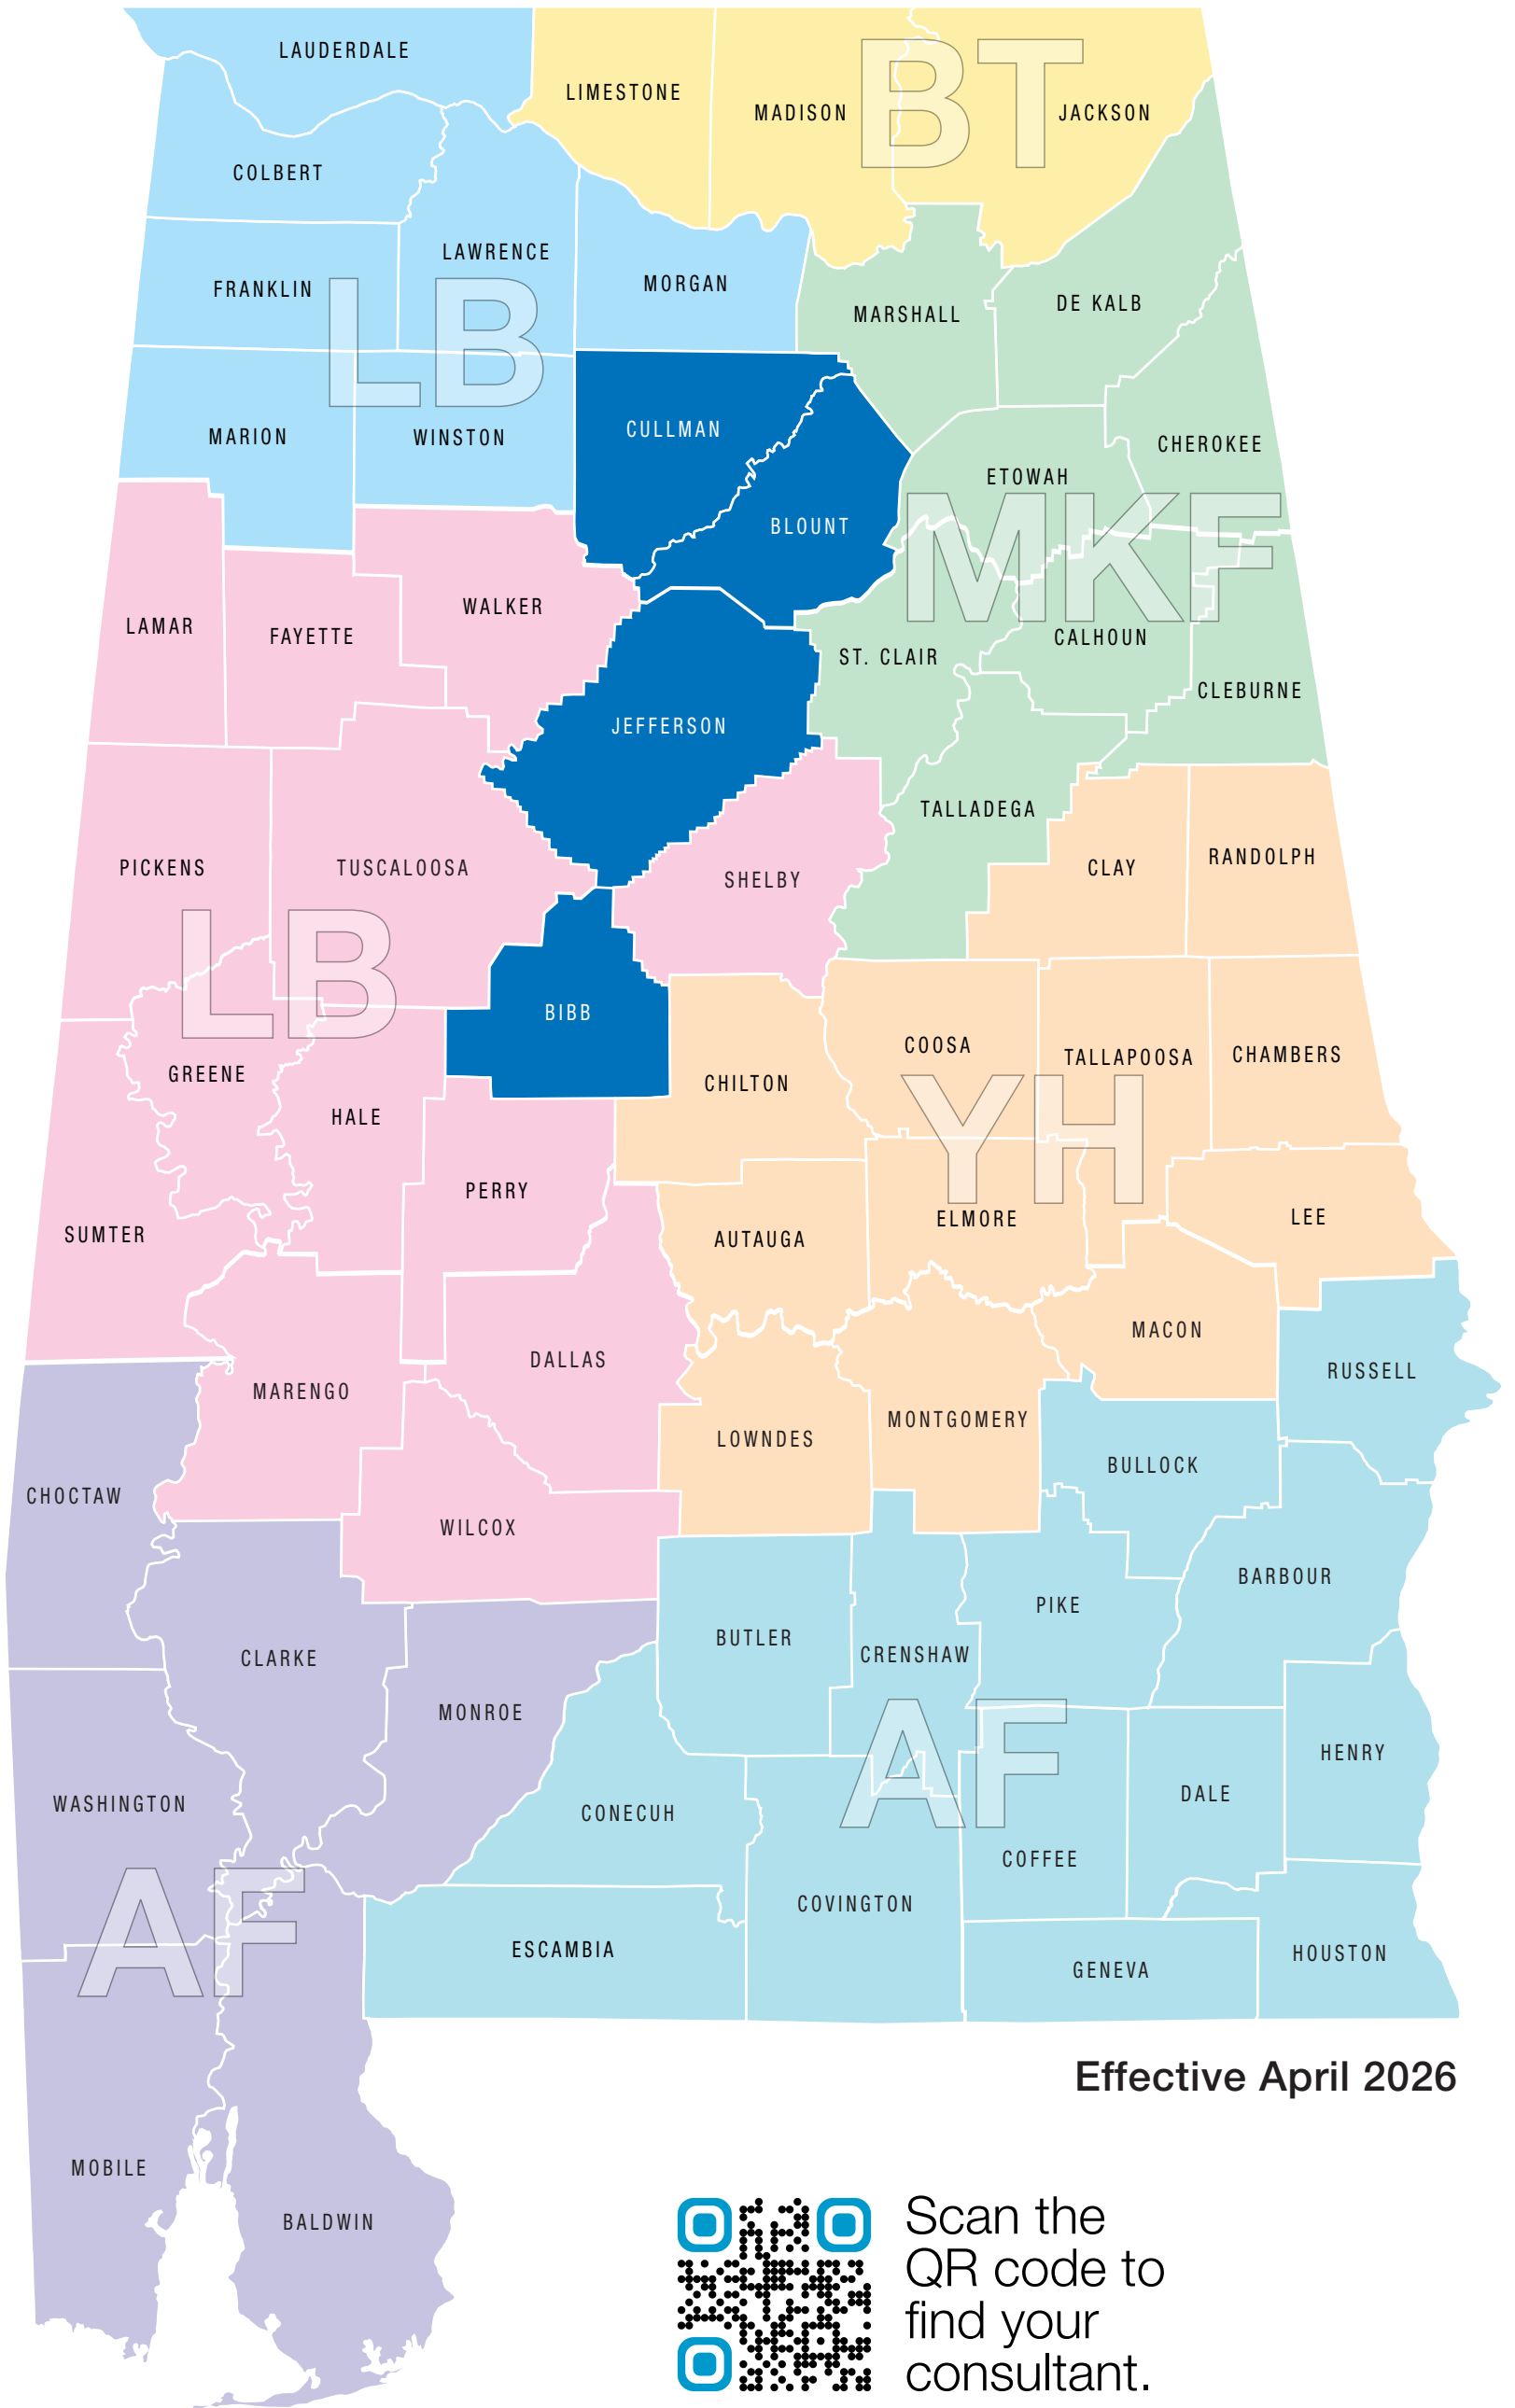 LAUDERDALE
LIMESTONE
MADISON
BT
JACKSON
COLBERT
LAWRENCE
FRANKLIN
LB
MORGAN
MARSHALL
DE KALB
MARION
WINSTON
CULLMAN
CHEROKEE
ETOWAH
BLOUNT
MKF
LAMAR
FAYETTE
WALKER
ST. CLAIR
CALHOUN
CLEBURNE
JEFFERSON
TALLADEGA
PICKENS
TUSCALOOSA
SHELBY
CLAY
RANDOLPH
LB
BIBB
GREENE
HALE
CHILTON
COOSA
TALLAPOOSA
CHAMBERS
YH
SUMTER
PERRY
AUTAUGA
ELMORE
LEE
MARENGO
DALLAS
MACON
RUSSELL
LOWNDES
MONTGOMERY
BULLOCK
CHOCTAW
WILCOX
BARBOUR
CLARKE
BUTLER
CRENSHAW
PIKE
MONROE
AF
HENRY
WASHINGTON
CONECUH
DALE
COFFEE
AF
COVINGTON
ESCAMBIA
GENEVA
HOUSTON
Effective April 2026
MOBILE
BALDWIN
Scan the
QR code to
find your
consultant.